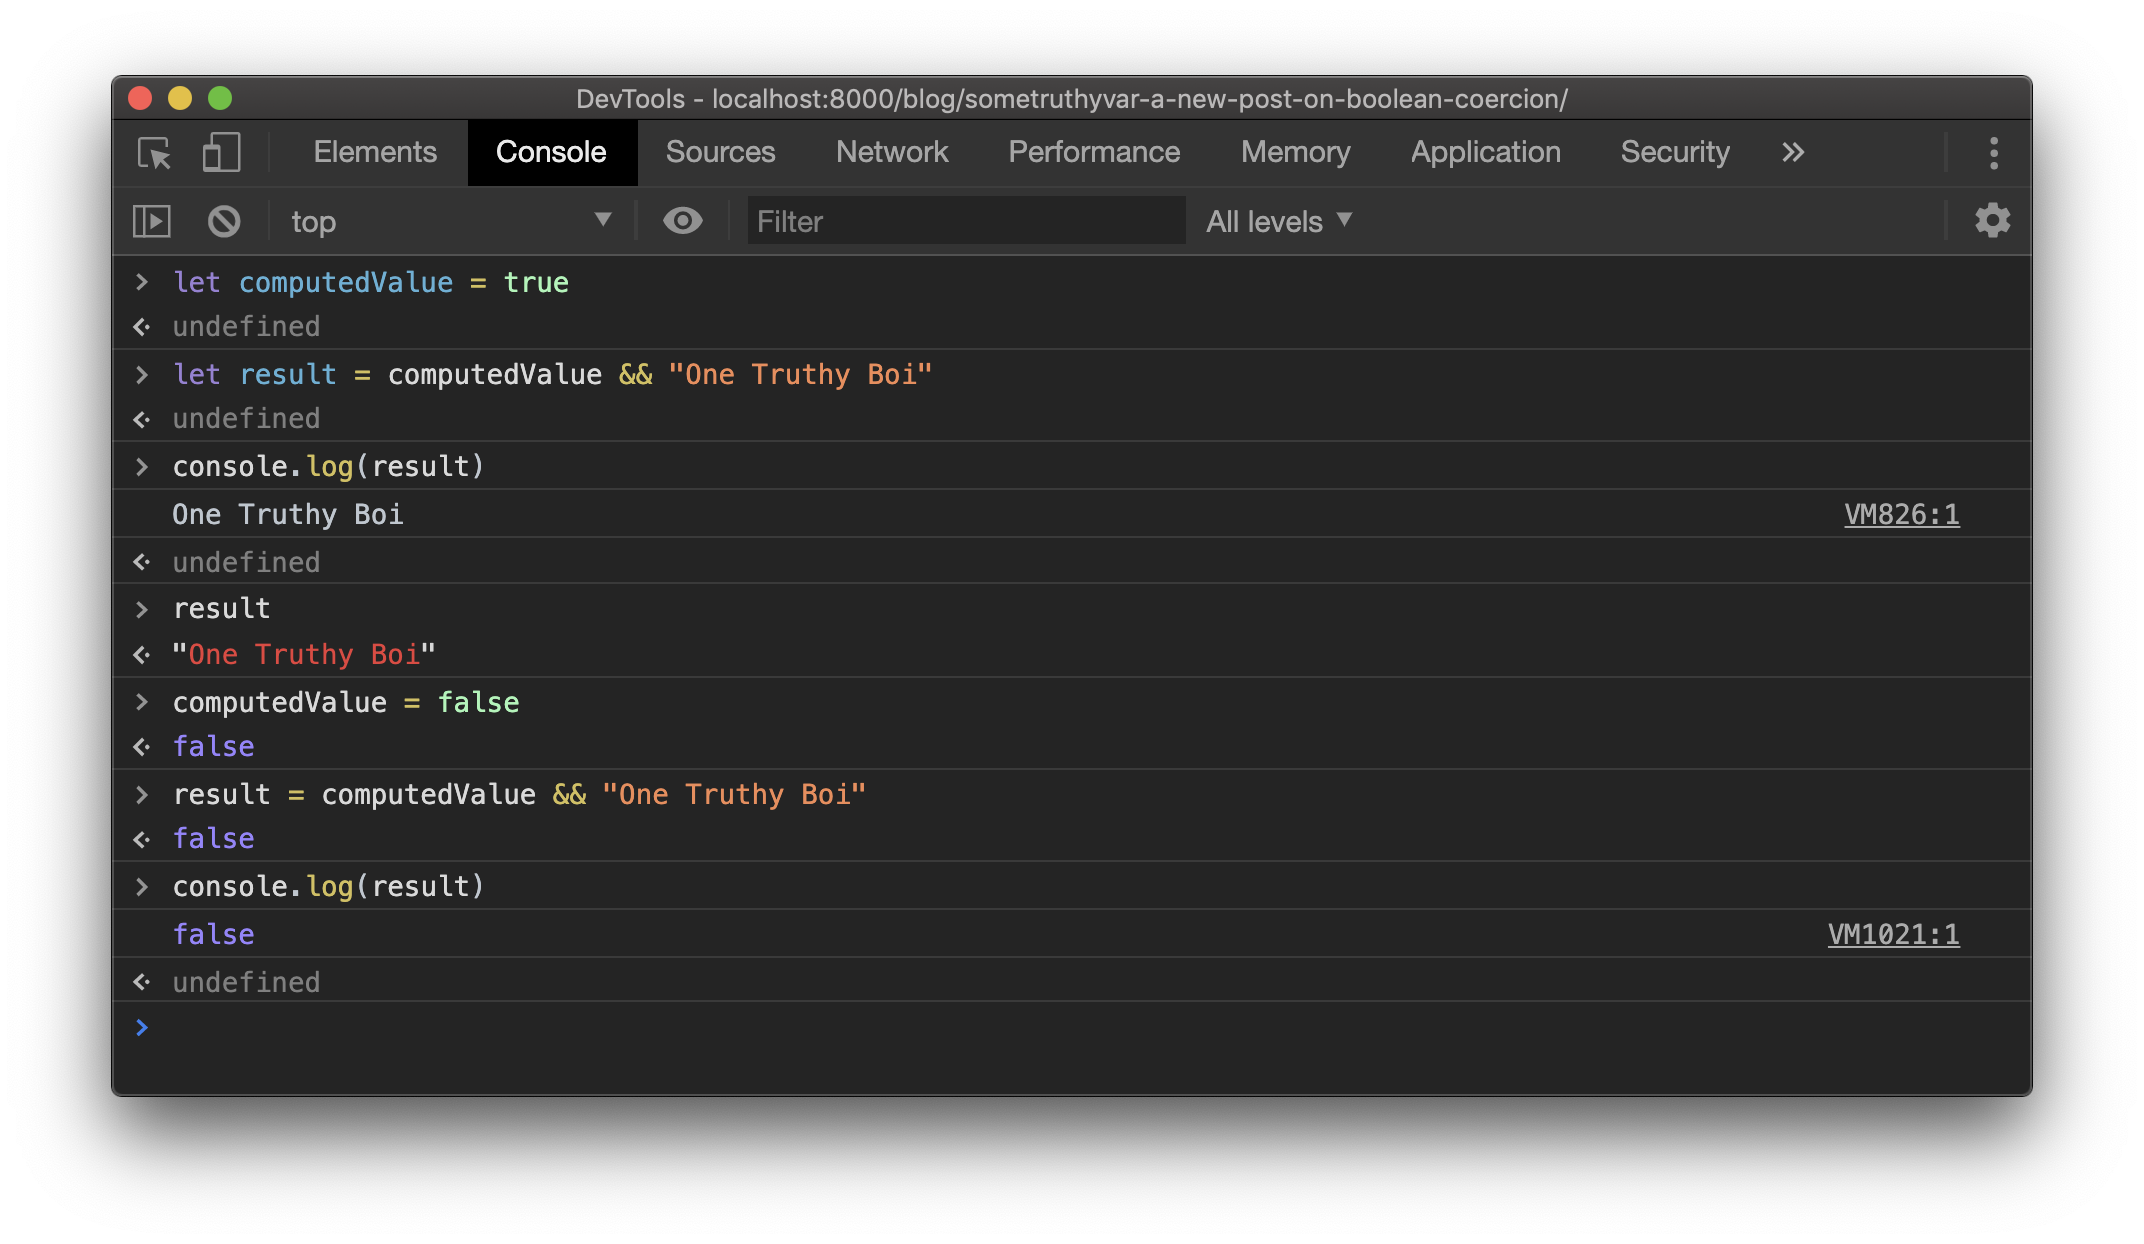 DevTools - localhost:8000/blog/sometruthyvar-a-new-post-on-boolean-coercion/
Elements Console Sources Network Performance Memory Application Security
top Filter All levels
let computedValue = true
undefined
let result = computedValue && "One Truthy Boi"
undefined
console.log(result)
One Truthy Boi VM826:1
undefined
result
"One Truthy Boi"
computedValue = false
false
result = computedValue && "One Truthy Boi"
false
console.log(result)
false VM1021:1
undefined